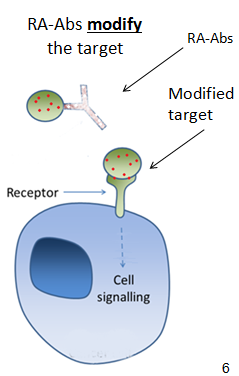 RA-Abs modify
the target
RA-Abs
Modified
target
Receptor
Cell
signalling
6